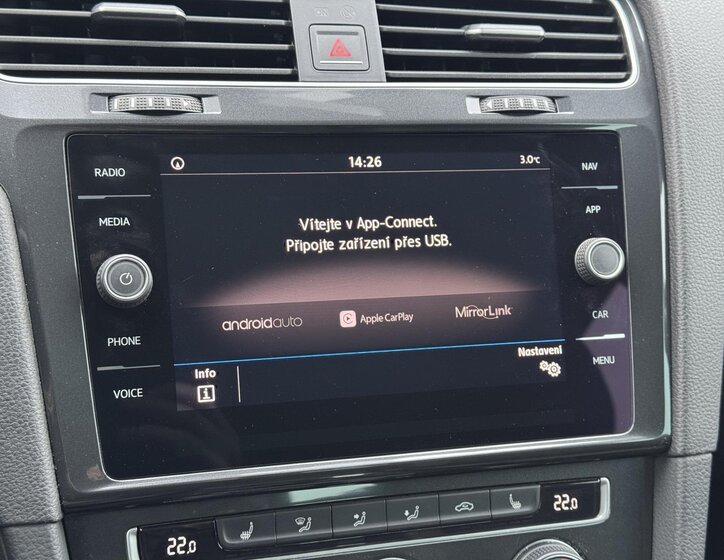 RADIO
MEDIA
PHONE
VOICE
14:26
3.0°C
Vítejte v App-Connect.
Připojte zařízení přes USB.
androidauto
Apple CarPlay
MirrorLink
Info
Nastavení
NAV
APP
CAR
MENU
22.0
22.0